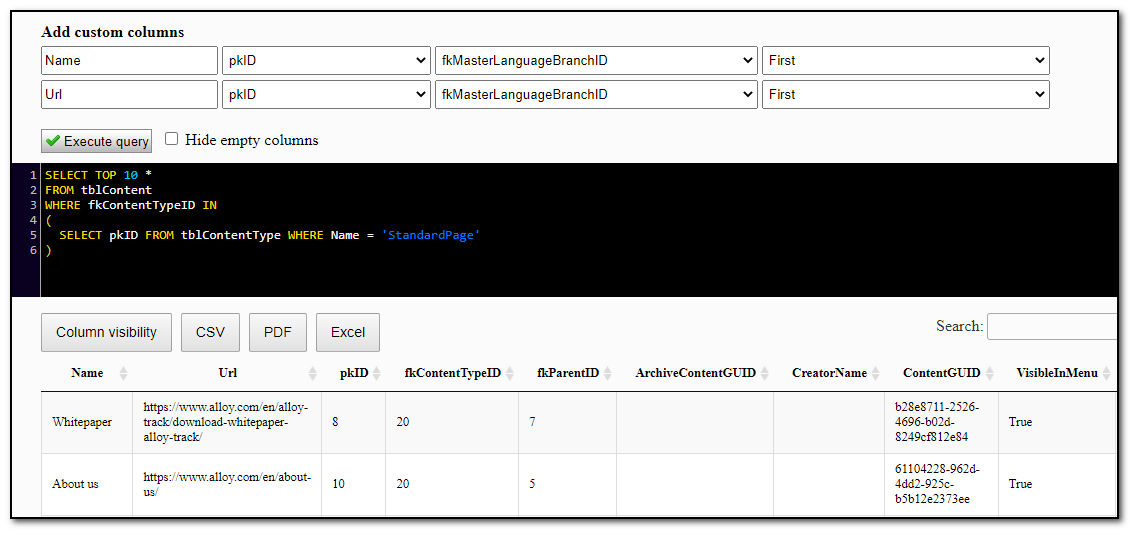 Add custom columns
Name pkID fkMasterLanguageBranchID First
Url pkID fkMasterLanguageBranchID First
Execute query Hide empty columns
1 SELECT TOP 10 *
2 FROM tblContent
3 WHERE fkContentTypeID IN
4 (
5 SELECT pkID FROM tblContentType WHERE Name = 'StandardPage'
6 )
Column visibility CSV PDF Excel Search:
Name Url pkID fkContentTypeID fkParentID ArchiveContentGUID CreatorName ContentGUID VisibleInMenu
Whitepaper https://www.alloy.com/en/alloy-
track/download-whitepaper-
alloy-track/ 8 20 7 b28e8711-2526-
4696-b02d-
8249cf812e84 True
About us https://www.alloy.com/en/about-
us/ 10 20 5 61104228-962d-
4dd2-925c-
b5b12e2373ee True